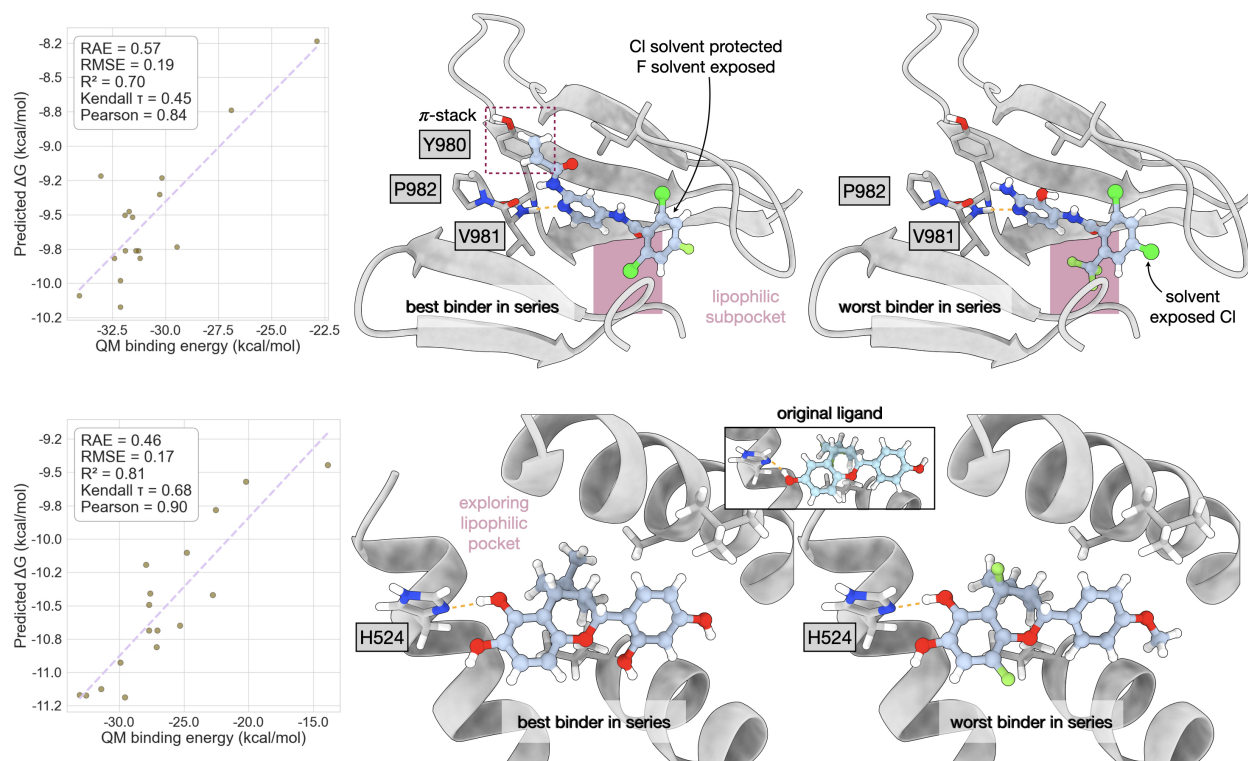 RAE = 0.57
RMSE = 0.19
R² = 0.70
Kendall τ = 0.45
Pearson = 0.84
-8.2
-8.5
-8.8
-9.0
-9.2
-9.5
-9.8
-10.0
-10.2
Predicted ΔG (kcal/mol)
-32.5
-30.0
-27.5
-25.0
-22.5
QM binding energy (kcal/mol)
Cl solvent protected
F solvent exposed
π-stack
Y980
P982
V981
best binder in series
lipophilic
subpocket
P982
V981
worst binder in series
solvent
exposed Cl
RAE = 0.46
RMSE = 0.17
R² = 0.81
Kendall τ = 0.68
Pearson = 0.90
-9.2
-9.5
-9.8
-10.0
-10.2
-10.5
-10.8
-11.0
-11.2
Predicted ΔG (kcal/mol)
-30.0
-25.0
-20.0
-15.0
QM binding energy (kcal/mol)
exploring
lipophilic
pocket
H524
best binder in series
original ligand
H524
worst binder in series